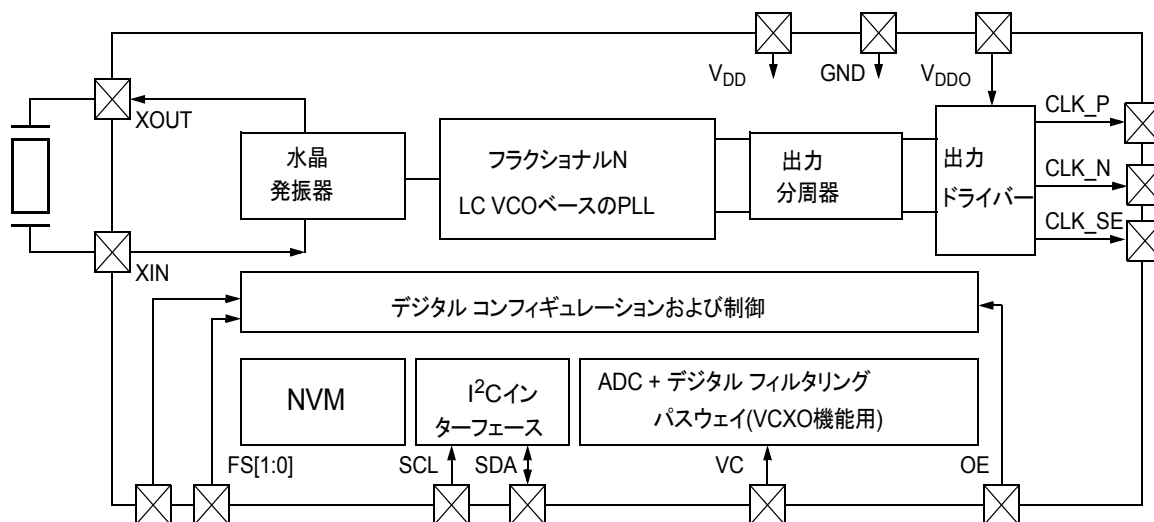 V_DD
GND
V_DDO
XOUT
CLK_P
水晶
発振器
フラクショナルN
LC VCOベースのPLL
出力
分周器
出力
ドライバー
CLK_N
CLK_SE
XIN
デジタル コンフィギュレーションおよび制御
NVM
I²Cイン
ターフェース
ADC + デジタル フィルタリング
パスウェイ(VCXO機能用)
FS[1:0]
SCL
SDA
VC
OE